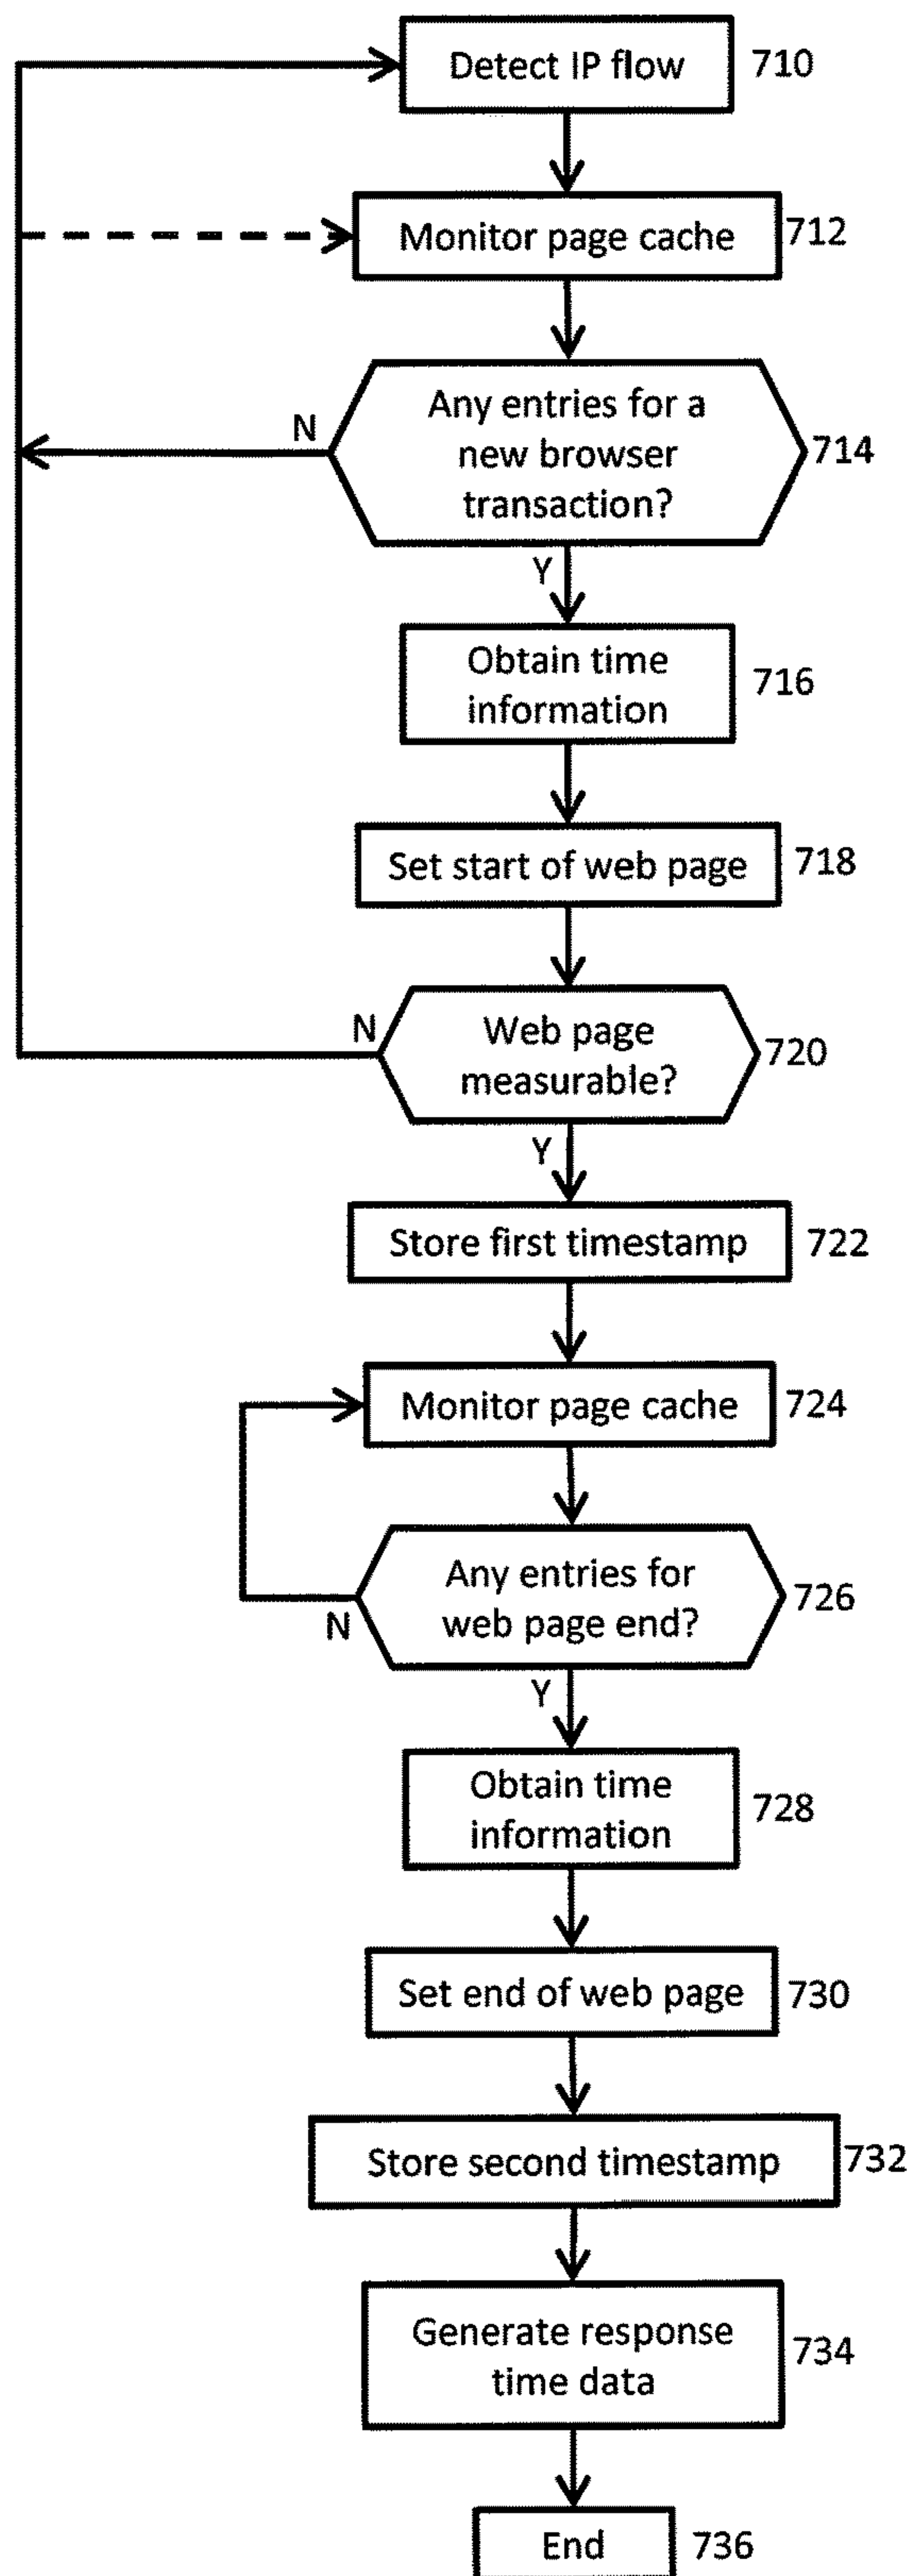 Detect IP flow 710
Monitor page cache 712
Any entries for a
new browser
transaction?
714
N
Y
Obtain time
information
716
Set start of web page 718
N
Web page
measurable?
720
Y
Store first timestamp 722
Monitor page cache 724
Any entries for
web page end?
726
N
Y
Obtain time
information
728
Set end of web page 730
Store second timestamp 732
Generate response
time data
734
End 736